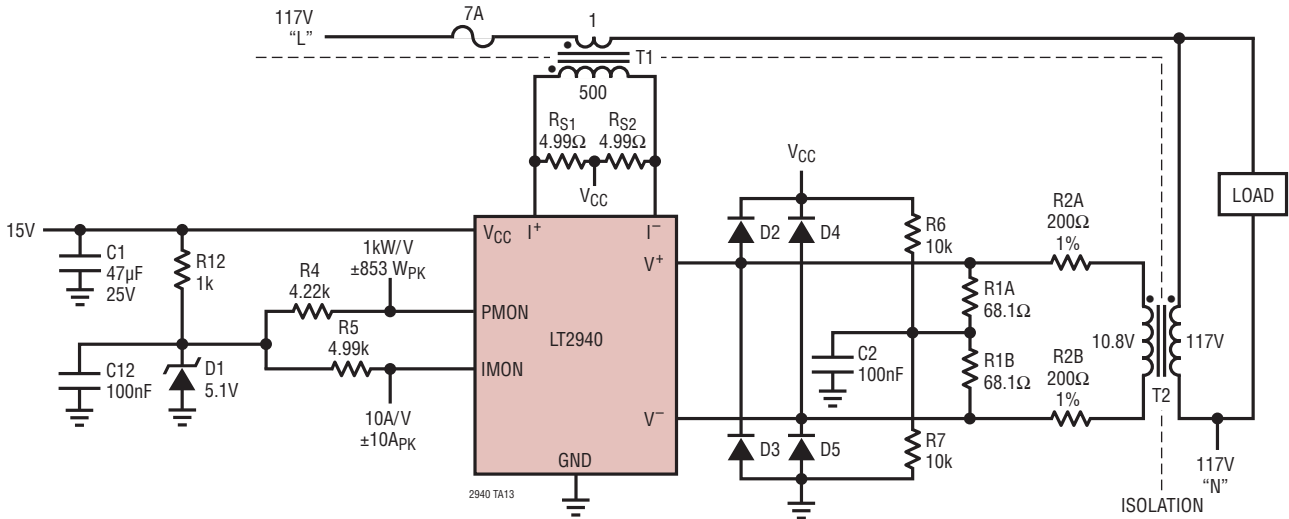 117V
“L”
7A
1
T1
500
RS1
4.99Ω
RS2
4.99Ω
VCC
VCC
15V
C1
47µF
25V
R12
1k
R4
4.22k
1kW/V
±853 WPK
R5
4.99k
10A/V
±10APK
C12
100nF
D1
5.1V
VCC
I+
I–
V+
PMON
LT2940
IMON
V–
GND
2940 TA13
D2
D4
R6
10k
R2A
200Ω
1%
R1A
68.1Ω
C2
100nF
R1B
68.1Ω
R2B
200Ω
1%
10.8V
117V
T2
LOAD
D3
D5
R7
10k
117V
“N”
ISOLATION